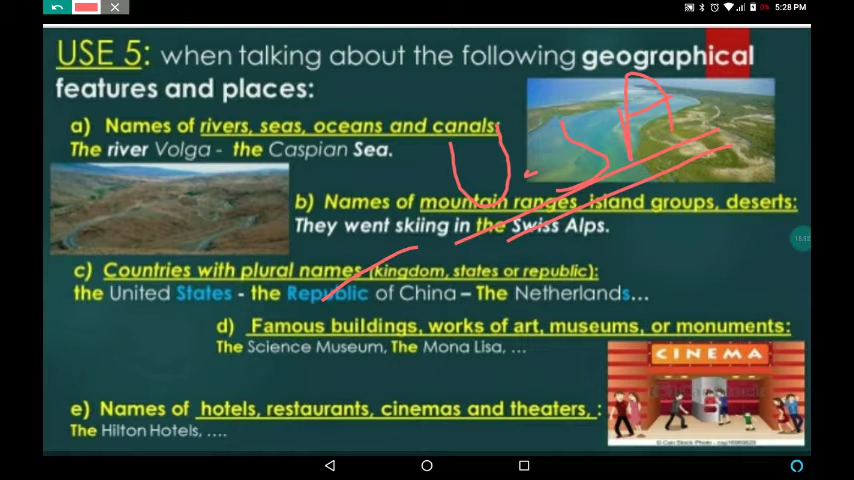 5:28 PM
USE 5: when talking about the following geographical
features and places:
a) Names of rivers, seas, oceans and canals:
The river Volga - the Caspian Sea.
U.SA
b) Names of mountain ranges, island groups, deserts:
They went skiing in the Swiss Alps.
c) Countries with plural names (kingdom, states or republic):
the United States - the Republic of China – The Netherlands...
d) Famous buildings, works of art, museums, or monuments:
The Science Museum, The Mona Lisa, ...
CINEMA
e) Names of hotels, restaurants, cinemas and theaters, :
The Hilton Hotels, ....